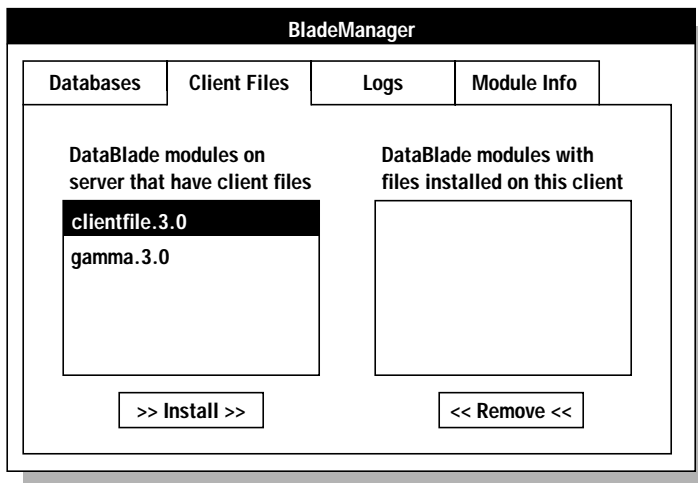 BladeManager
Databases
Client Files
Logs
Module Info
DataBlade modules on
server that have client files
clientfile.3.0
gamma.3.0
>> Install >>
DataBlade modules with
files installed on this client
<< Remove <<